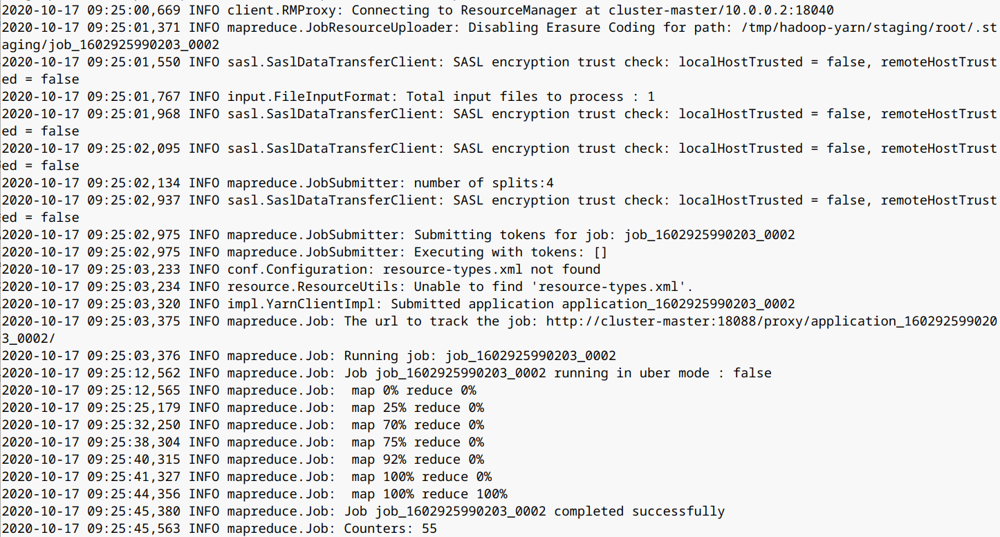 2020-10-17 09:25:00,669 INFO client.RMProxy: Connecting to ResourceManager at cluster-master/10.0.0.2:18040
2020-10-17 09:25:01,371 INFO mapreduce.JobResourceUploader: Disabling Erasure Coding for path: /tmp/hadoop-yarn/staging/root/.st
aging/job_1602925990203_0002
2020-10-17 09:25:01,550 INFO sasl.SaslDataTransferClient: SASL encryption trust check: localHostTrusted = false, remoteHostTrust
ed = false
2020-10-17 09:25:01,767 INFO input.FileInputFormat: Total input files to process : 1
2020-10-17 09:25:01,968 INFO sasl.SaslDataTransferClient: SASL encryption trust check: localHostTrusted = false, remoteHostTrust
ed = false
2020-10-17 09:25:02,095 INFO sasl.SaslDataTransferClient: SASL encryption trust check: localHostTrusted = false, remoteHostTrust
ed = false
2020-10-17 09:25:02,134 INFO mapreduce.JobSubmitter: number of splits:4
2020-10-17 09:25:02,937 INFO sasl.SaslDataTransferClient: SASL encryption trust check: localHostTrusted = false, remoteHostTrust
ed = false
2020-10-17 09:25:02,975 INFO mapreduce.JobSubmitter: Submitting tokens for job: job_1602925990203_0002
2020-10-17 09:25:02,975 INFO mapreduce.JobSubmitter: Executing with tokens: []
2020-10-17 09:25:03,233 INFO conf.Configuration: resource-types.xml not found
2020-10-17 09:25:03,234 INFO resource.ResourceUtils: Unable to find 'resource-types.xml'.
2020-10-17 09:25:03,320 INFO impl.YarnClientImpl: Submitted application application_1602925990203_0002
2020-10-17 09:25:03,375 INFO mapreduce.Job: The url to track the job: http://cluster-master:18088/proxy/application_160292599020
3_0002/
2020-10-17 09:25:03,376 INFO mapreduce.Job: Running job: job_1602925990203_0002
2020-10-17 09:25:12,562 INFO mapreduce.Job: Job job_1602925990203_0002 running in uber mode : false
2020-10-17 09:25:12,565 INFO mapreduce.Job:  map 0% reduce 0%
2020-10-17 09:25:25,179 INFO mapreduce.Job:  map 25% reduce 0%
2020-10-17 09:25:32,250 INFO mapreduce.Job:  map 70% reduce 0%
2020-10-17 09:25:38,304 INFO mapreduce.Job:  map 75% reduce 0%
2020-10-17 09:25:40,315 INFO mapreduce.Job:  map 92% reduce 0%
2020-10-17 09:25:41,327 INFO mapreduce.Job:  map 100% reduce 0%
2020-10-17 09:25:44,356 INFO mapreduce.Job:  map 100% reduce 100%
2020-10-17 09:25:45,380 INFO mapreduce.Job: Job job_1602925990203_0002 completed successfully
2020-10-17 09:25:45,563 INFO mapreduce.Job: Counters: 55